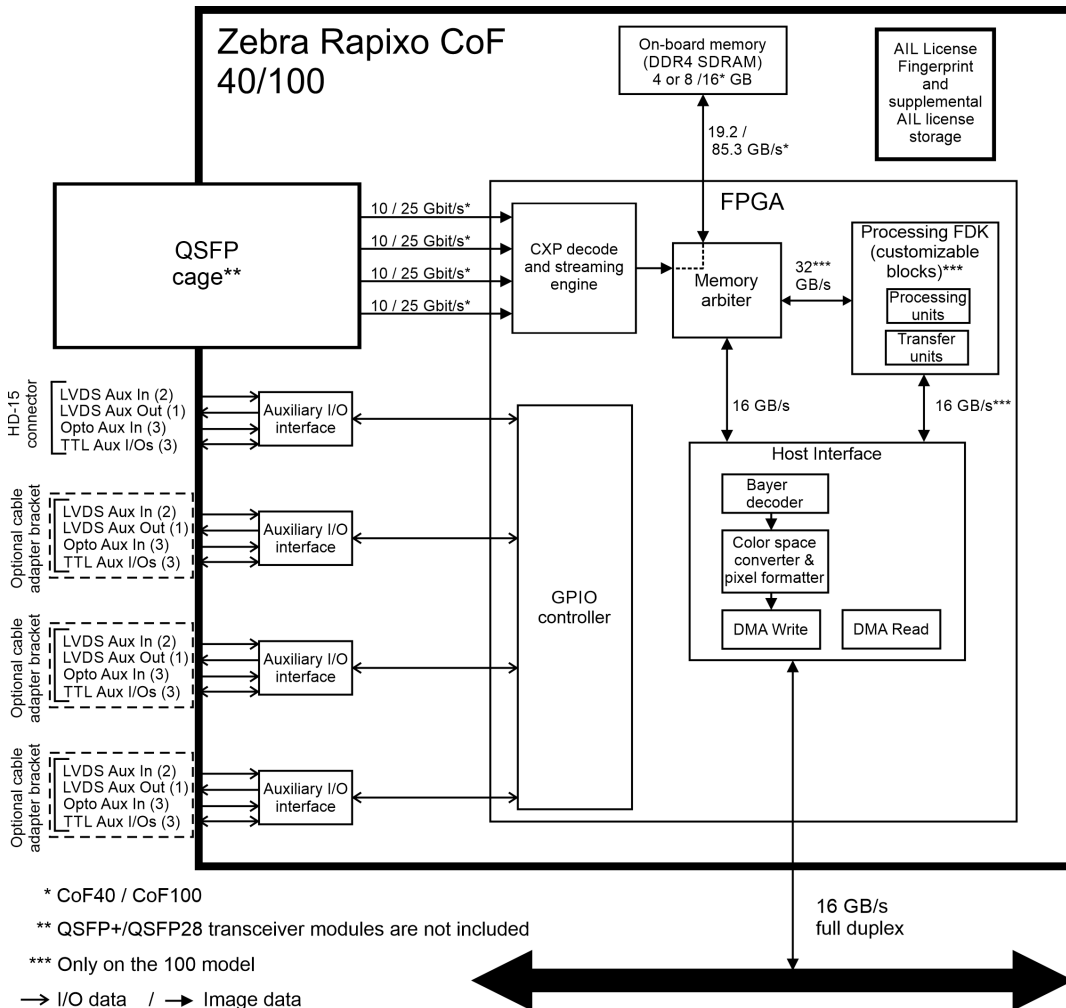 Zebra Rapixo CoF
40/100
On-board memory
(DDR4 SDRAM)
4 or 8 /16* GB
AIL License
Fingerprint
and
supplemental
AIL license
storage
19.2 /
85.3 GB/s*
QSFP
cage**
10 / 25 Gbit/s*
10 / 25 Gbit/s*
10 / 25 Gbit/s*
10 / 25 Gbit/s*
FPGA
CXP decode
and streaming
engine
Memory
arbiter
32***
GB/s
Processing FDK
(customizable
blocks)***
Processing
units
Transfer
units
16 GB/s
16 GB/s***
HD-15
connector
LVDS Aux In (2)
LVDS Aux Out (1)
Opto Aux In (3)
TTL Aux I/Os (3)
Auxiliary I/O
interface
Optional cable
adapter bracket
LVDS Aux In (2)
LVDS Aux Out (1)
Opto Aux In (3)
TTL Aux I/Os (3)
Auxiliary I/O
interface
Optional cable
adapter bracket
LVDS Aux In (2)
LVDS Aux Out (1)
Opto Aux In (3)
TTL Aux I/Os (3)
Auxiliary I/O
interface
Optional cable
adapter bracket
LVDS Aux In (2)
LVDS Aux Out (1)
Opto Aux In (3)
TTL Aux I/Os (3)
Auxiliary I/O
interface
GPIO
controller
Host Interface
Bayer
decoder
Color space
converter &
pixel formatter
DMA Write
DMA Read
16 GB/s
full duplex
* CoF40 / CoF100
** QSFP+/QSFP28 transceiver modules are not included
*** Only on the 100 model
→ I/O data / → Image data